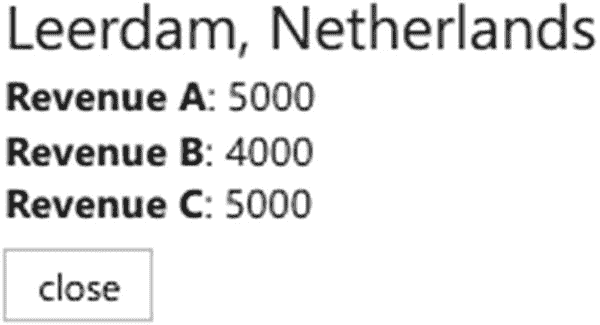 Leerdam, Netherlands
Revenue A: 5000
Revenue B: 4000
Revenue C: 5000
close